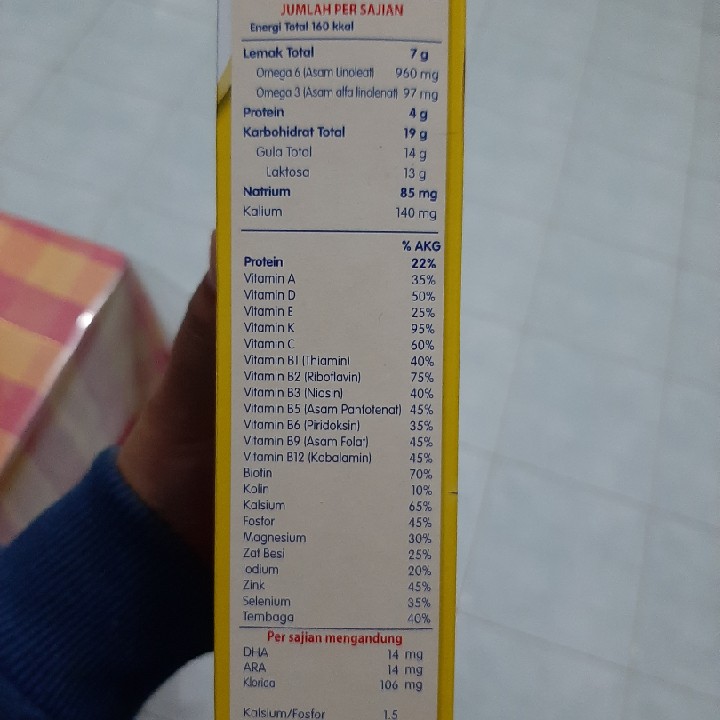 JUMLAH PER SAJIAN
Energi Total 160 kkal
Lemak Total 7 g
Omega 6 (Asam Linoleat) 960 mg
Omega 3 (Asam alfa linolenat) 97 mg
Protein 4 g
Karbohidrat Total 19 g
Gula Total 14 g
Laktosa 13 g
Natrium 85 mg
Kalium 140 mg
% AKG
Protein 22%
Vitamin A 35%
Vitamin D 50%
Vitamin E 25%
Vitamin K 95%
Vitamin C 60%
Vitamin B1 (Thiamin) 40%
Vitamin B2 (Riboflavin) 75%
Vitamin B3 (Niasin) 40%
Vitamin B5 (Asam Pantotenat) 45%
Vitamin B6 (Piridoksin) 35%
Vitamin B9 (Asam Folat) 45%
Vitamin B12 (Kobalamin) 45%
Biotin 70%
Kolin 10%
Kalsium 65%
Fosfor 45%
Magnesium 30%
Zat Besi 25%
Iodium 20%
Zink 45%
Selenium 35%
Tembaga 40%
Per sajian mengandung
DHA 14 mg
ARA 14 mg
Klorida 106 mg
Kalsium/Fosfor 1.5